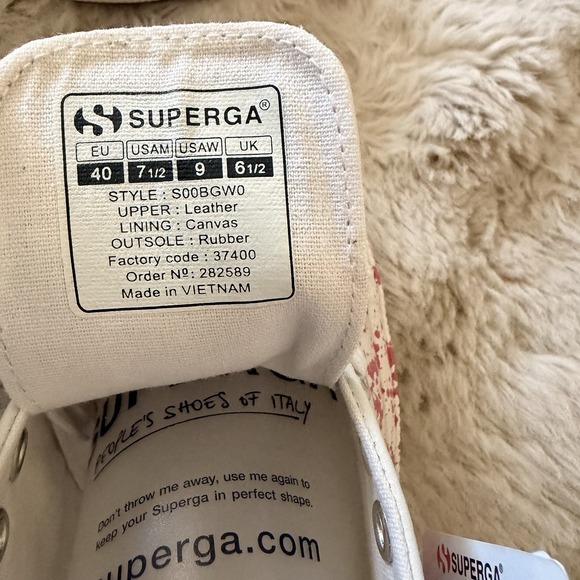 SUPERGA®
EU USAM USAW UK
40 7 1/2 9 6 1/2
STYLE : S00BGW0
UPPER : Leather
LINING : Canvas
OUTSOLE : Rubber
Factory code : 37400
Order Nº : 282589
Made in VIETNAM
PEOPLE'S SHOES OF ITALY
Don't throw me away, use me again to
keep your Superga in perfect shape.
superga.com
SUPERGA®